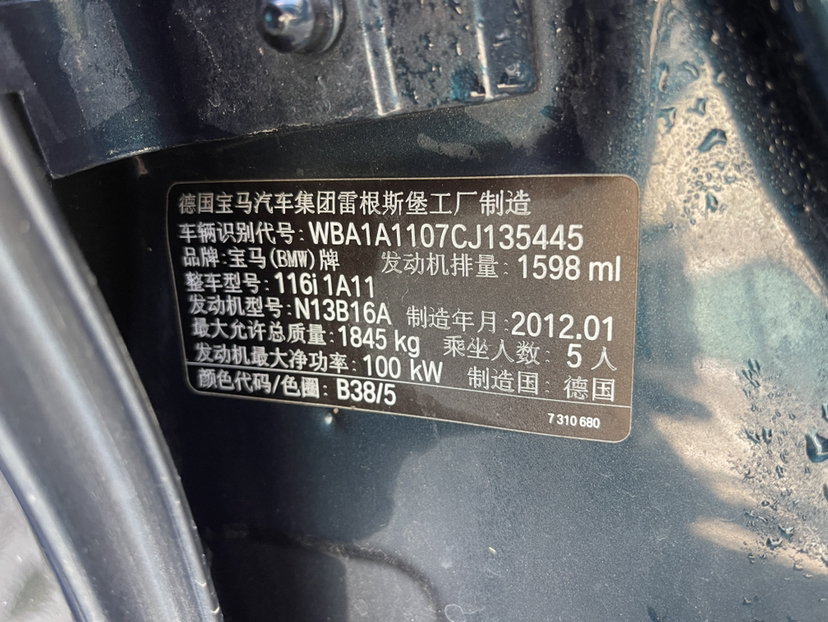 德国宝马汽车集团雷根斯堡工厂制造
车辆识别代号: WBA1A1107CJ135445
品牌: 宝马(BMW)牌 发动机排量: 1598 ml
整车型号: 116i 1A11
发动机型号: N13B16A 制造年月: 2012.01
最大允许总质量: 1845 kg 乘坐人数: 5 人
发动机最大净功率: 100 kW 制造国: 德国
颜色代码/色圈: B38/5
7 310 680